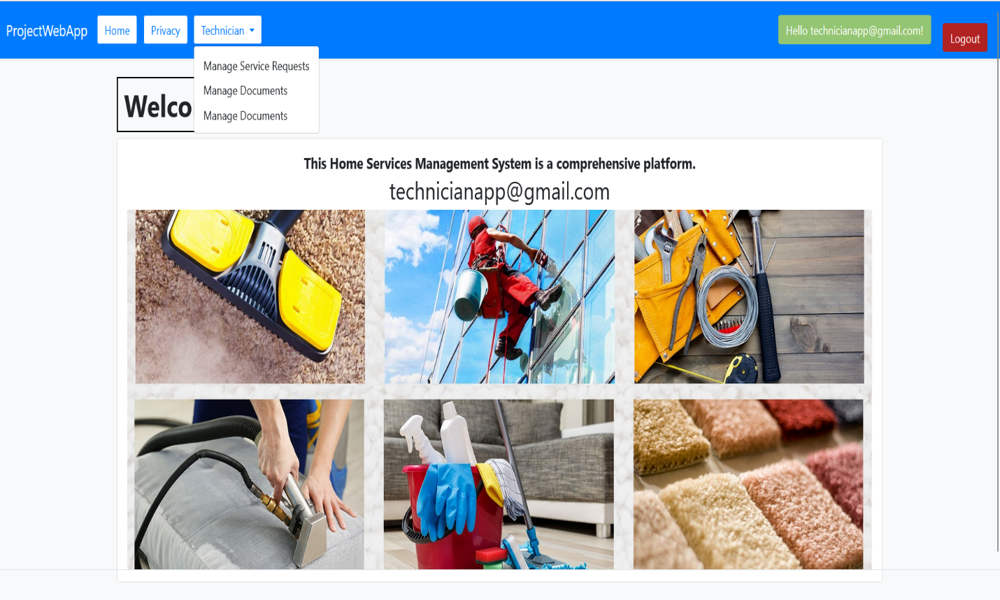 ProjectWebApp Home Privacy Technician Hello technicianapp@gmail.com! Logout
Manage Service Requests
Manage Documents
Manage Documents
Welco
This Home Services Management System is a comprehensive platform.
technicianapp@gmail.com